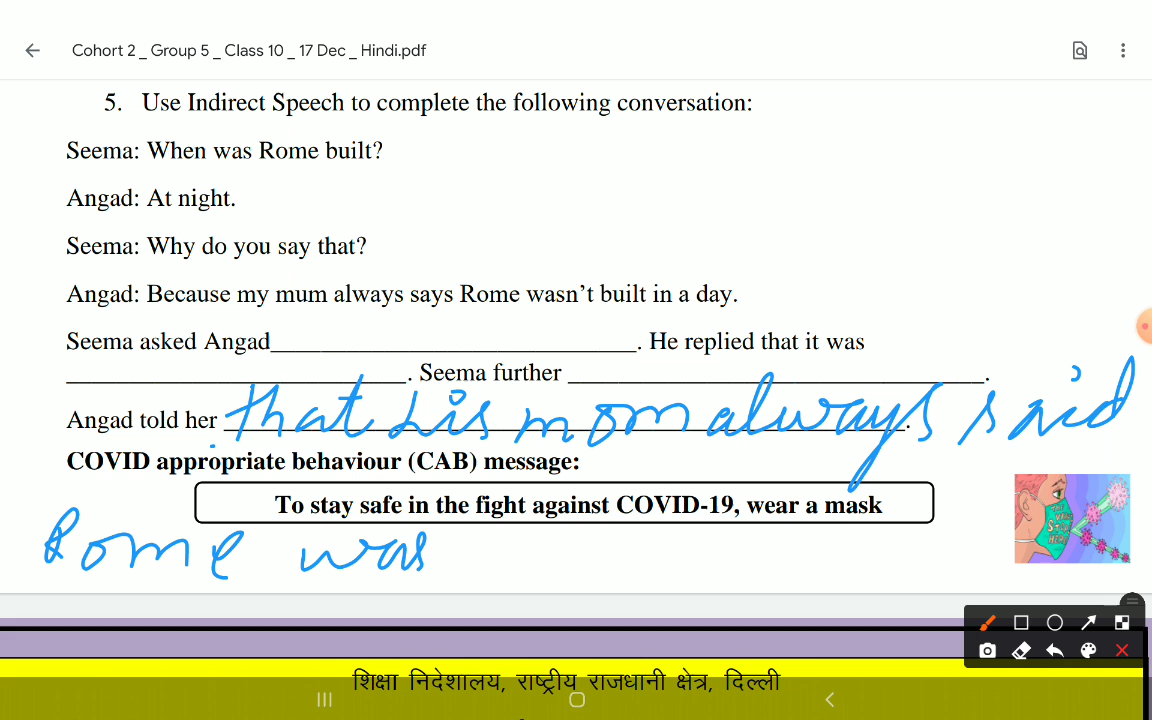 Cohort 2 _ Group 5 _ Class 10 _ 17 Dec _ Hindi.pdf
5. Use Indirect Speech to complete the following conversation:
Seema: When was Rome built?
Angad: At night.
Seema: Why do you say that?
Angad: Because my mum always says Rome wasn't built in a day.
Seema asked Angad_____________________________. He replied that it was
___________________________. Seema further _________________________________.
Angad told her that his mom always said
COVID appropriate behaviour (CAB) message:
To stay safe in the fight against COVID-19, wear a mask
Rome was
शिक्षा निदेशालय, राष्ट्रीय राजधानी क्षेत्र, दिल्ली